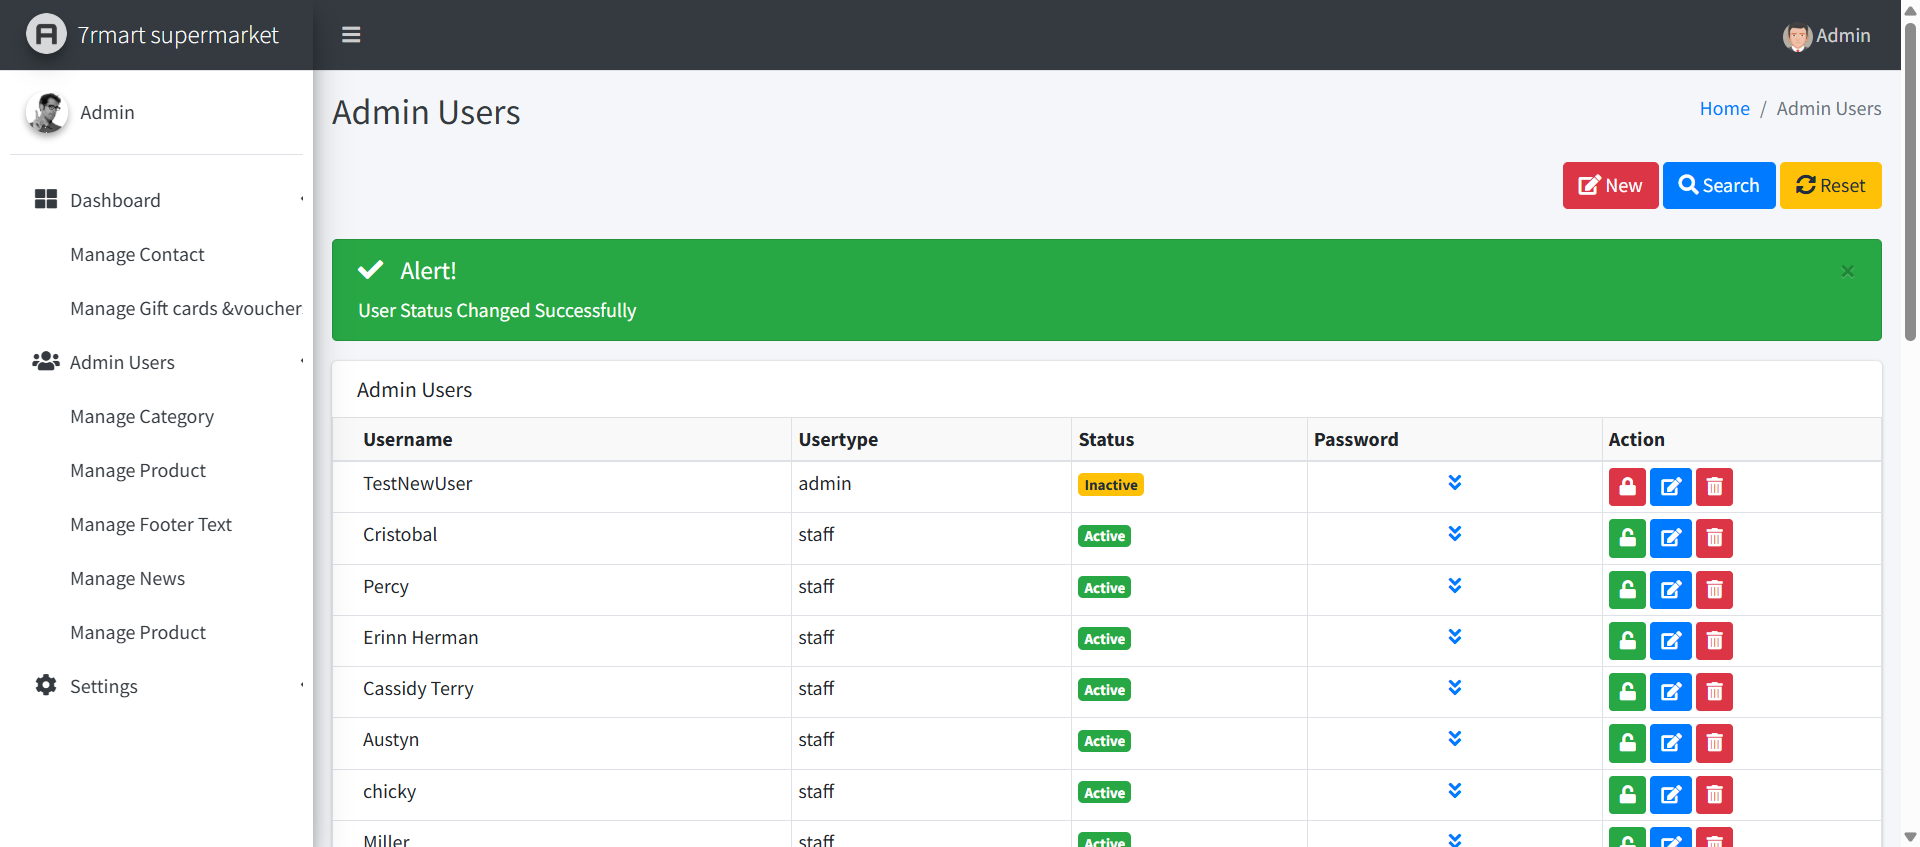 7rmart supermarket
Admin
Admin
Admin Users
Home / Admin Users
Dashboard
Manage Contact
Manage Gift cards &voucher
Admin Users
Manage Category
Manage Product
Manage Footer Text
Manage News
Manage Product
Settings
New Search Reset
Alert! ×
User Status Changed Successfully
Admin Users
Username Usertype Status Password Action
TestNewUser admin Inactive
Cristobal staff Active
Percy staff Active
Erinn Herman staff Active
Cassidy Terry staff Active
Austyn staff Active
chicky staff Active
Miller staff Active